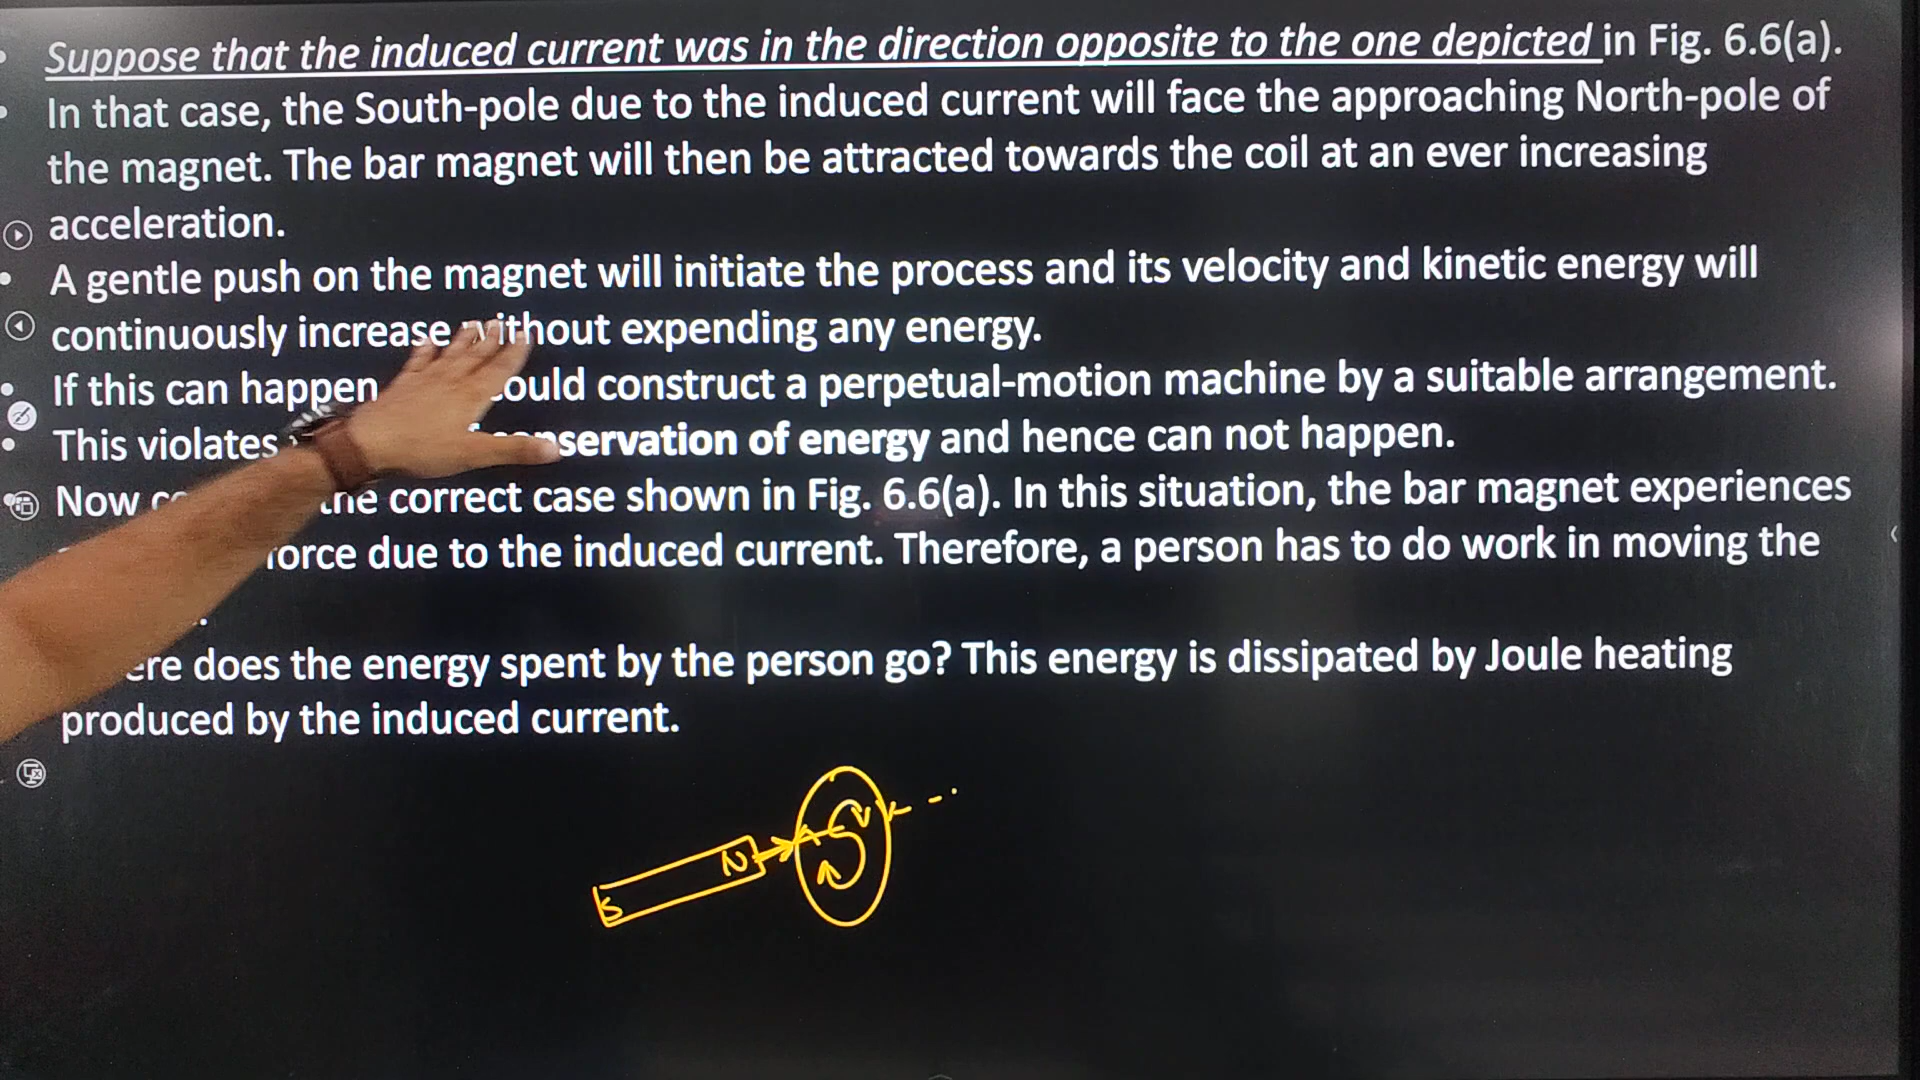 Suppose that the induced current was in the direction opposite to the one depicted in Fig. 6.6(a).
In that case, the South-pole due to the induced current will face the approaching North-pole of
the magnet. The bar magnet will then be attracted towards the coil at an ever increasing
acceleration.
A gentle push on the magnet will initiate the process and its velocity and kinetic energy will
continuously increase without expending any energy.
If this can happen construct a perpetual-motion machine by a suitable arrangement.
This violates conservation of energy and hence can not happen.
Now the correct case shown in Fig. 6.6(a). In this situation, the bar magnet experiences
force due to the induced current. Therefore, a person has to do work in moving the
does the energy spent by the person go? This energy is dissipated by Joule heating
produced by the induced current.
N
S